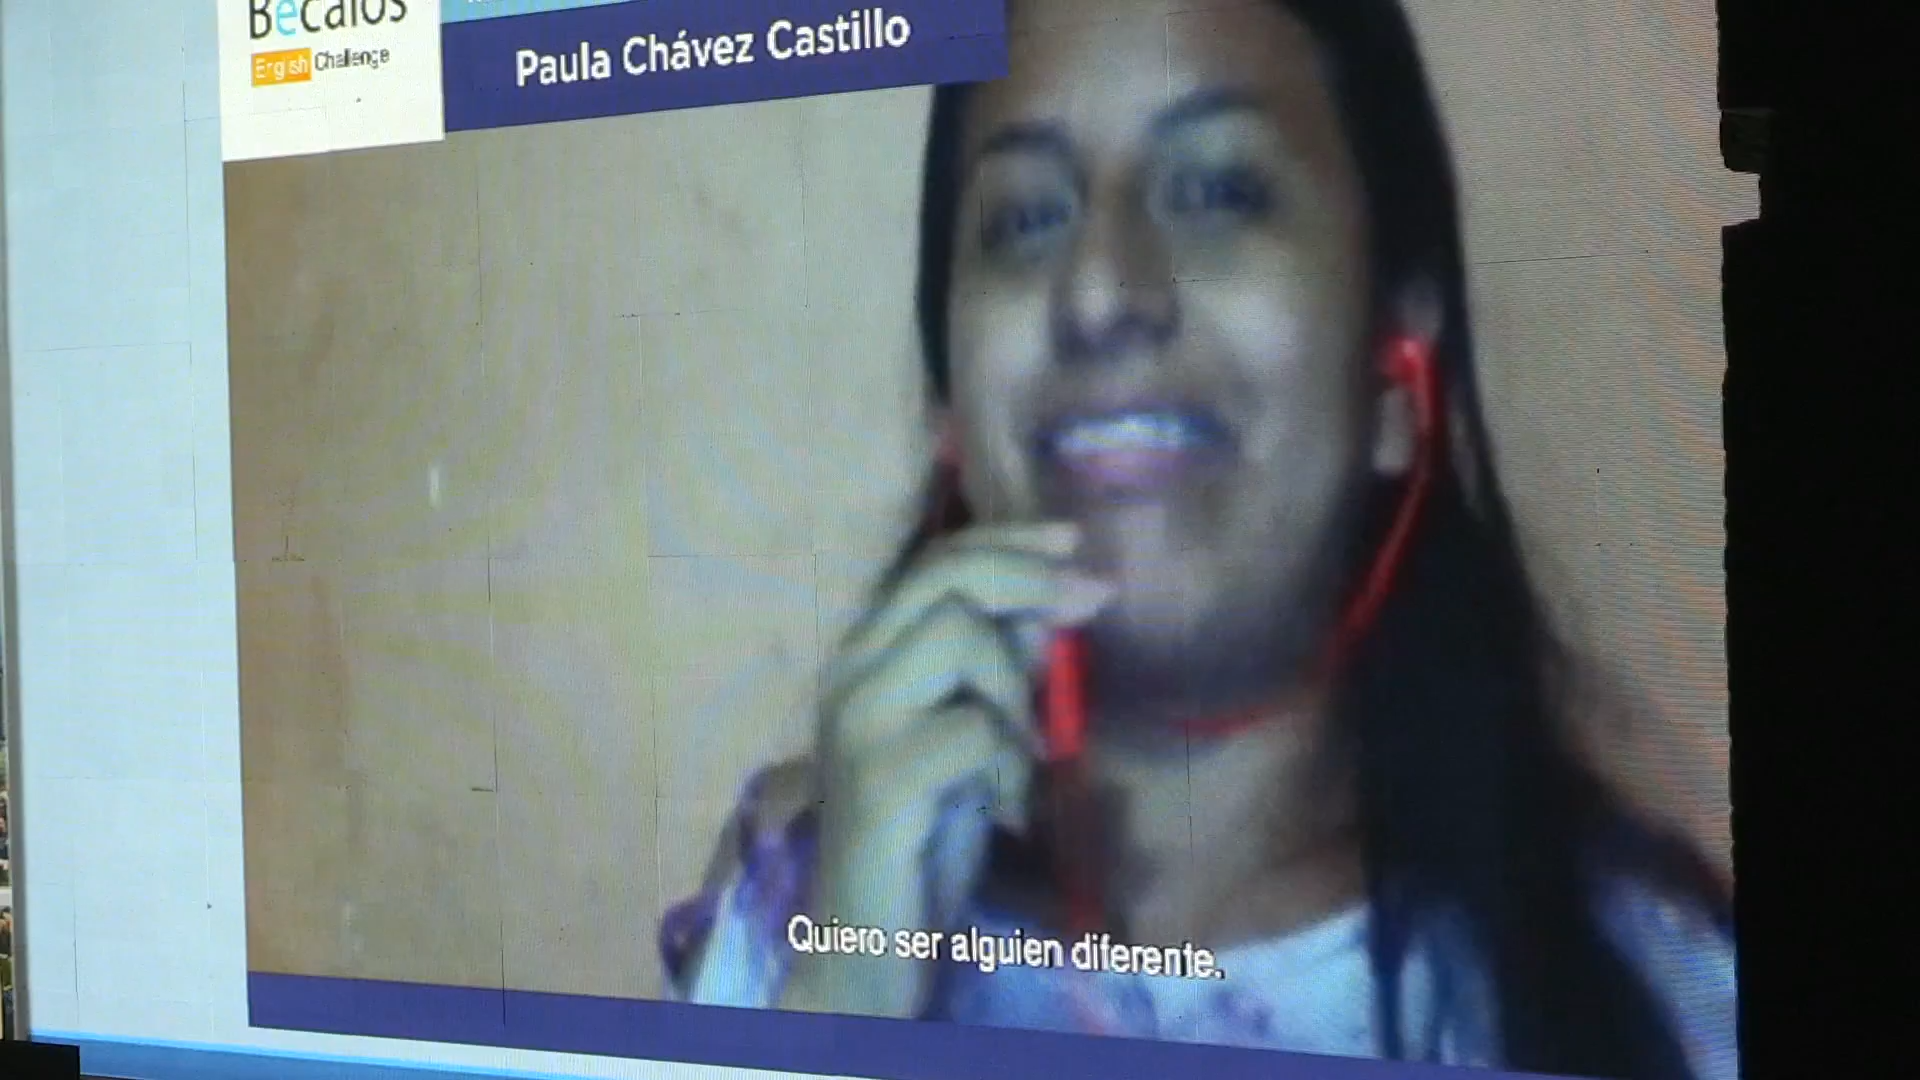 Bécalos
English Challenge
Paula Chávez Castillo
Quiero ser alguien diferente.